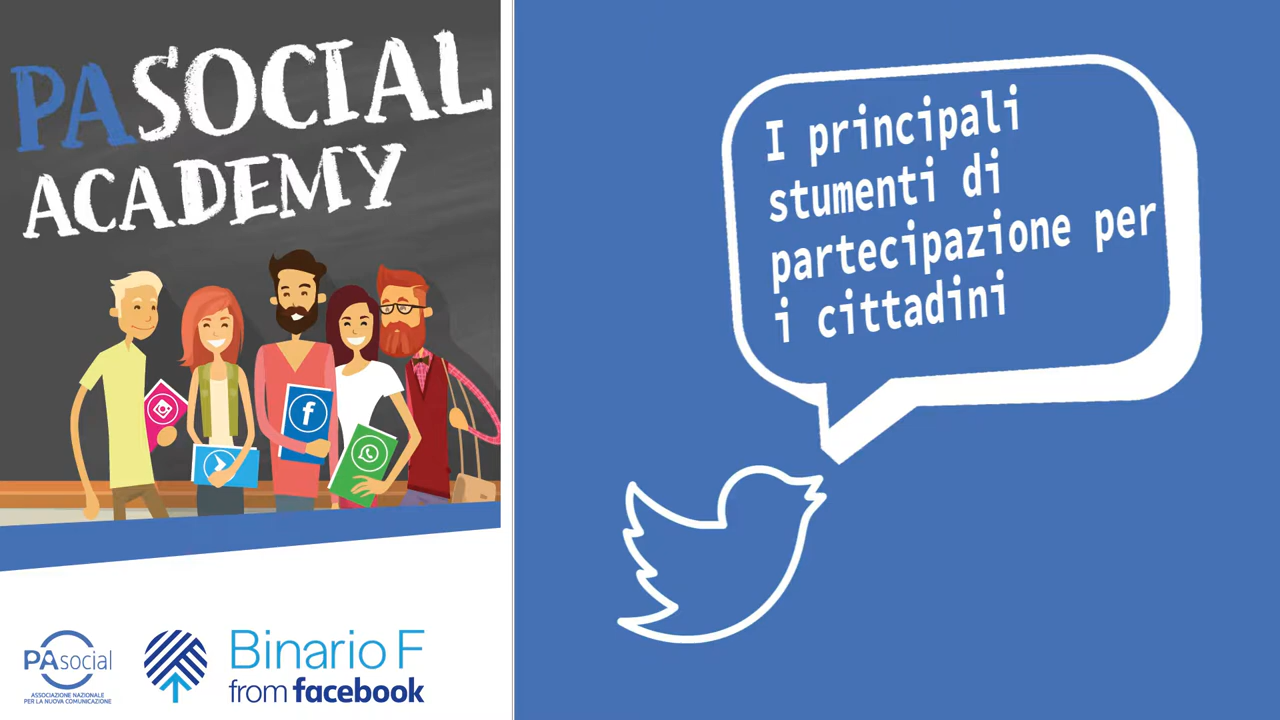 PASOCIAL
ACADEMY
PAsocial
ASSOCIAZIONE NAZIONALE
PER LA NUOVA COMUNICAZIONE
Binario F
from facebook
I principali
stumenti di
partecipazione per
i cittadini